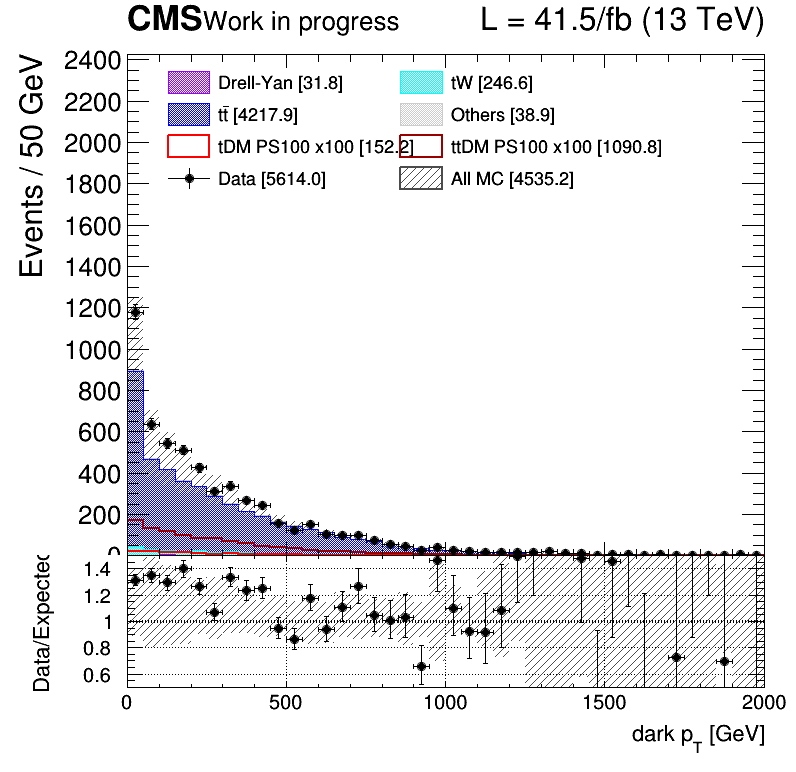 CMS Work in progress L = 41.5/fb (13 TeV)
Events / 50 GeV
2400
2200
2000
1800
1600
1400
1200
1000
800
600
400
200
0
Drell-Yan [31.8] tW [246.6]
tt̄ [4217.9] Others [38.9]
tDM PS100 x100 [152.2] ttDM PS100 x100 [1090.8]
Data [5614.0] All MC [4535.2]
Data/Expected
1.4
1.2
1
0.8
0.6
0 500 1000 1500 2000
dark p_T [GeV]